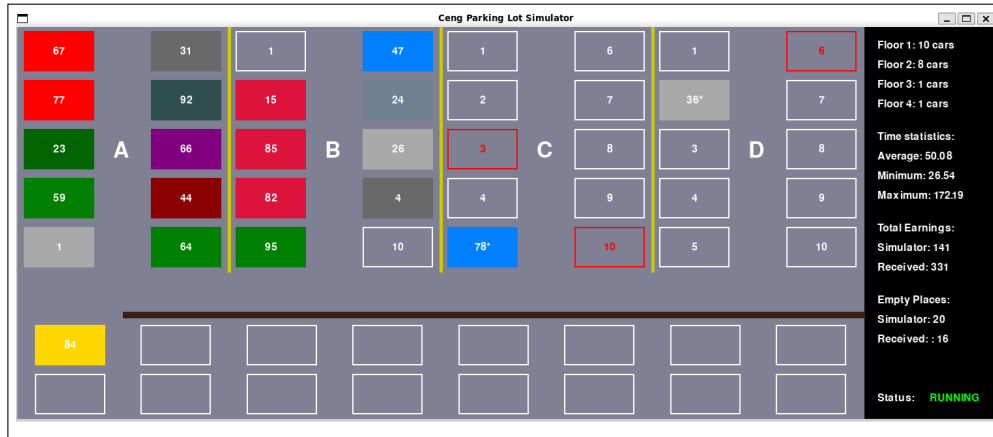 Ceng Parking Lot Simulator
67 31 1 47 1 6 1 6
77 92 15 24 2 7 36* 7
23 A 66 85 B 26 3 C 8 3 D 8
59 44 82 4 4 9 4 9
1 64 95 10 78* 10 5 10
84
Floor 1: 10 cars
Floor 2: 8 cars
Floor 3: 1 cars
Floor 4: 1 cars
Time statistics:
Average: 50.08
Minimum: 26.54
Maximum: 172.19
Total Earnings:
Simulator: 141
Received: 331
Empty Places:
Simulator: 20
Received: : 16
Status: RUNNING